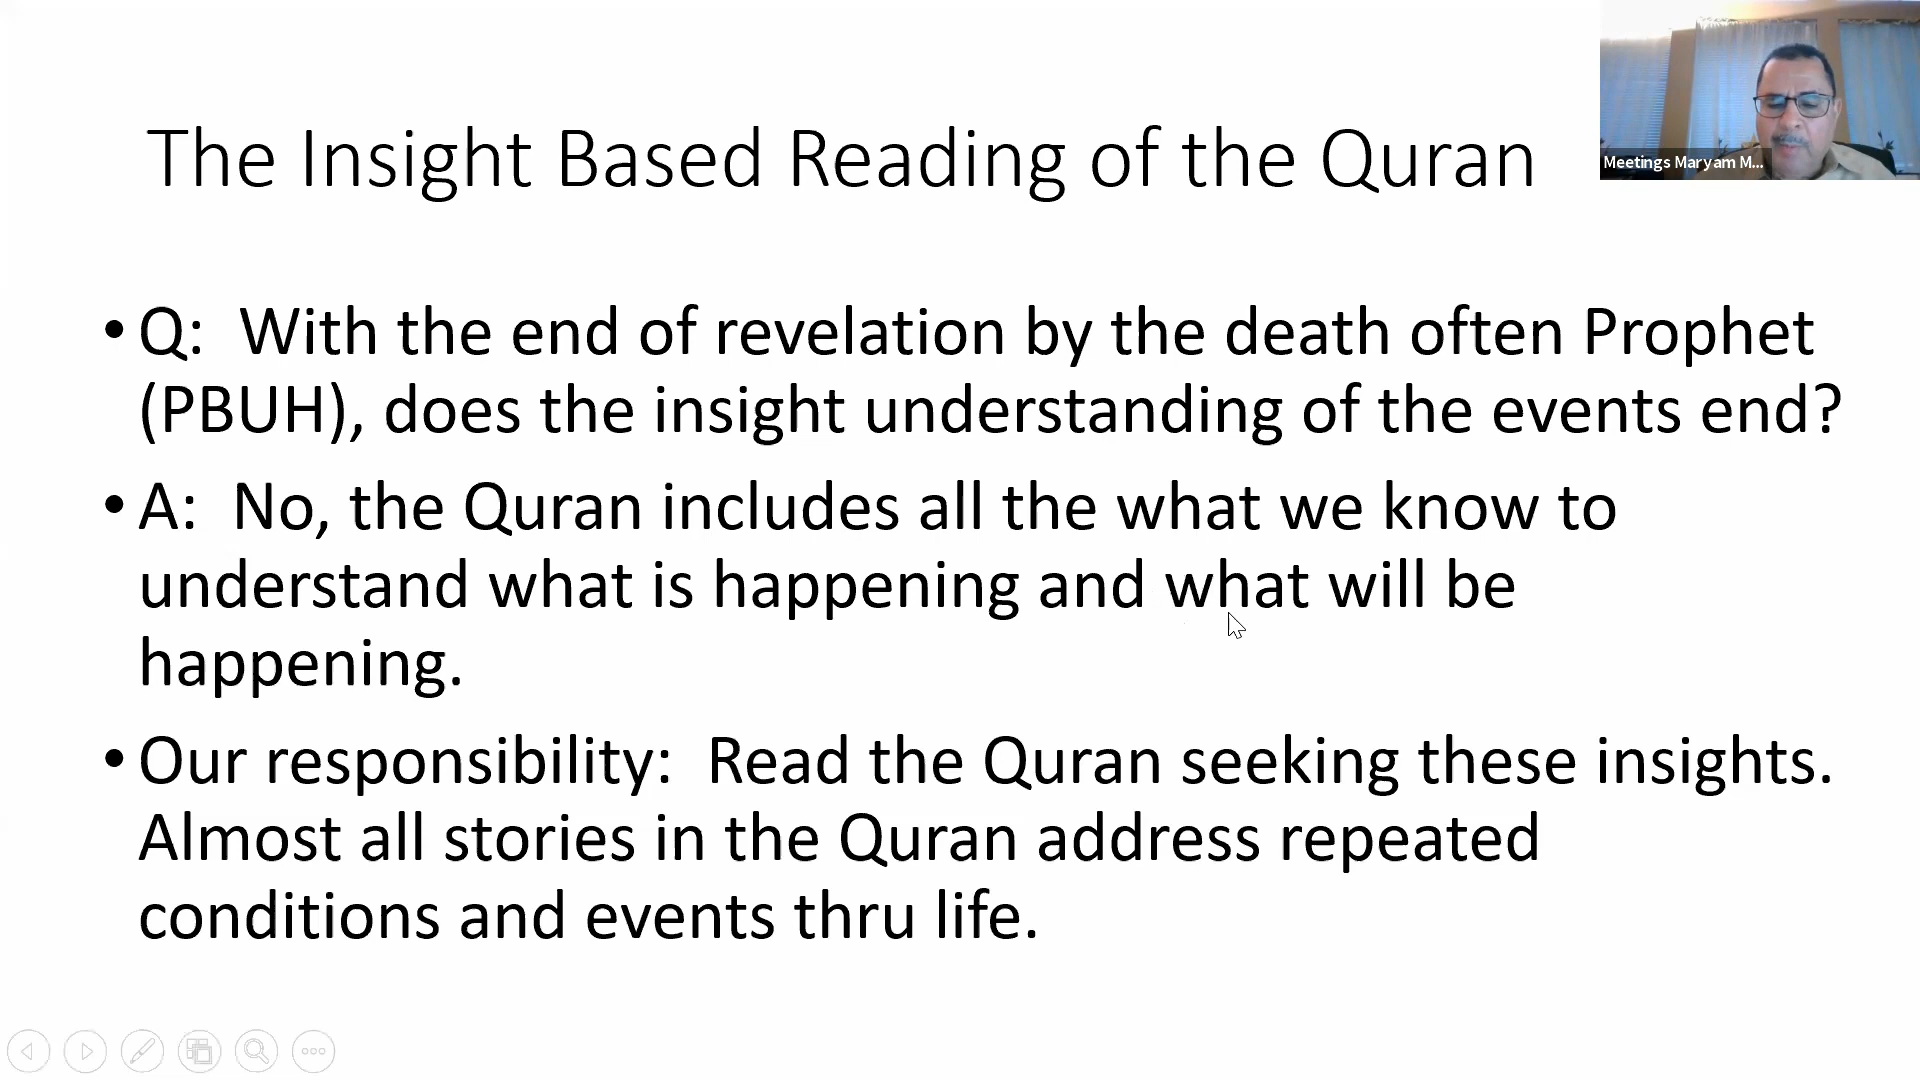 The Insight Based Reading of the Quran
Meetings Maryam M...
• Q: With the end of revelation by the death often Prophet
(PBUH), does the insight understanding of the events end?
• A: No, the Quran includes all the what we know to
understand what is happening and what will be
happening.
• Our responsibility: Read the Quran seeking these insights.
Almost all stories in the Quran address repeated
conditions and events thru life.